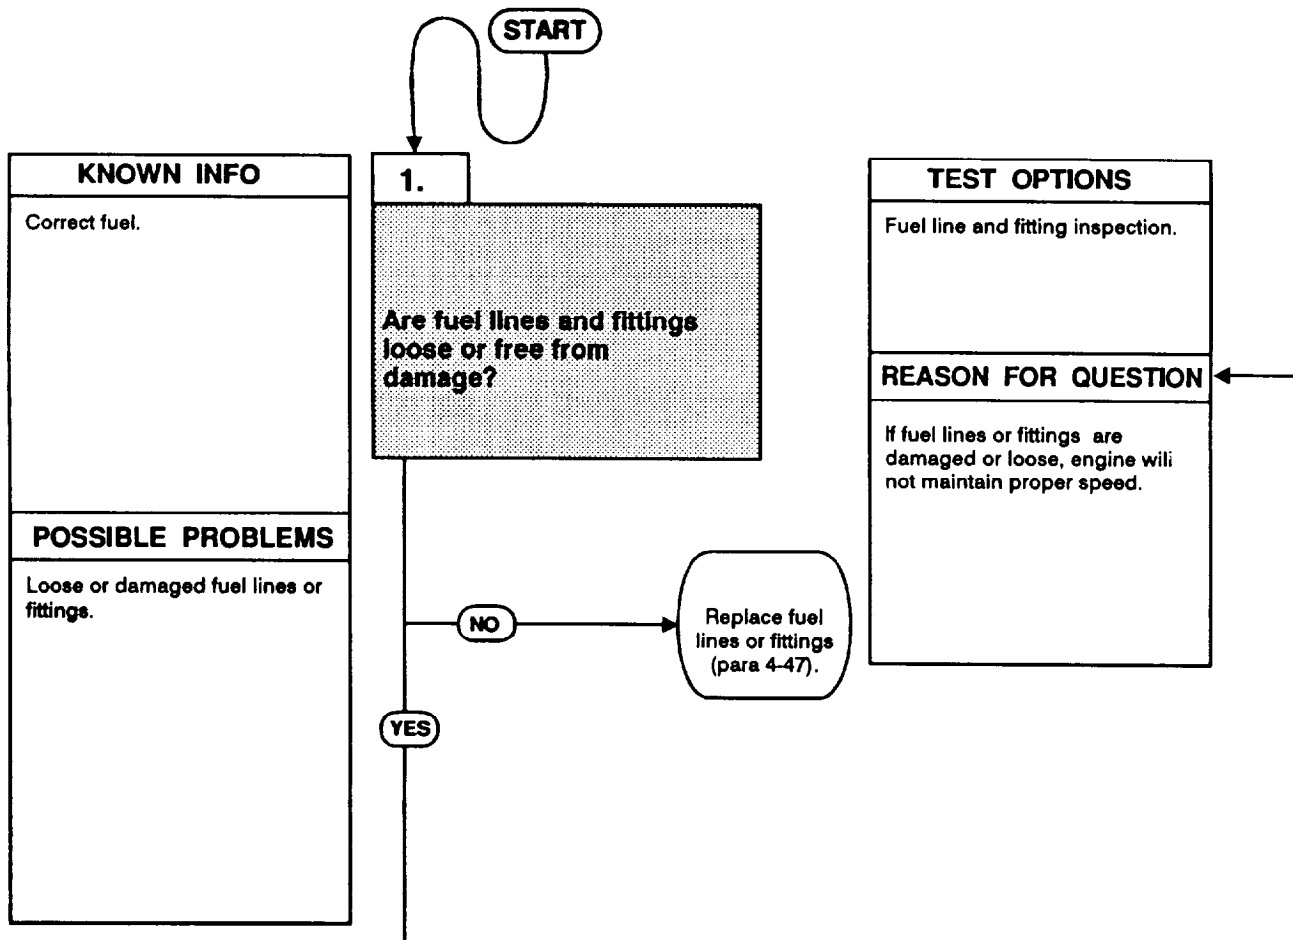 START
KNOWN INFO
Correct fuel.
POSSIBLE PROBLEMS
Loose or damaged fuel lines or
fittings.
1.
Are fuel lines and fittings
loose or free from
damage?
NO
Replace fuel
lines or fittings
(para 4-47).
YES
TEST OPTIONS
Fuel line and fitting inspection.
REASON FOR QUESTION
If fuel lines or fittings are
damaged or loose, engine will
not maintain proper speed.